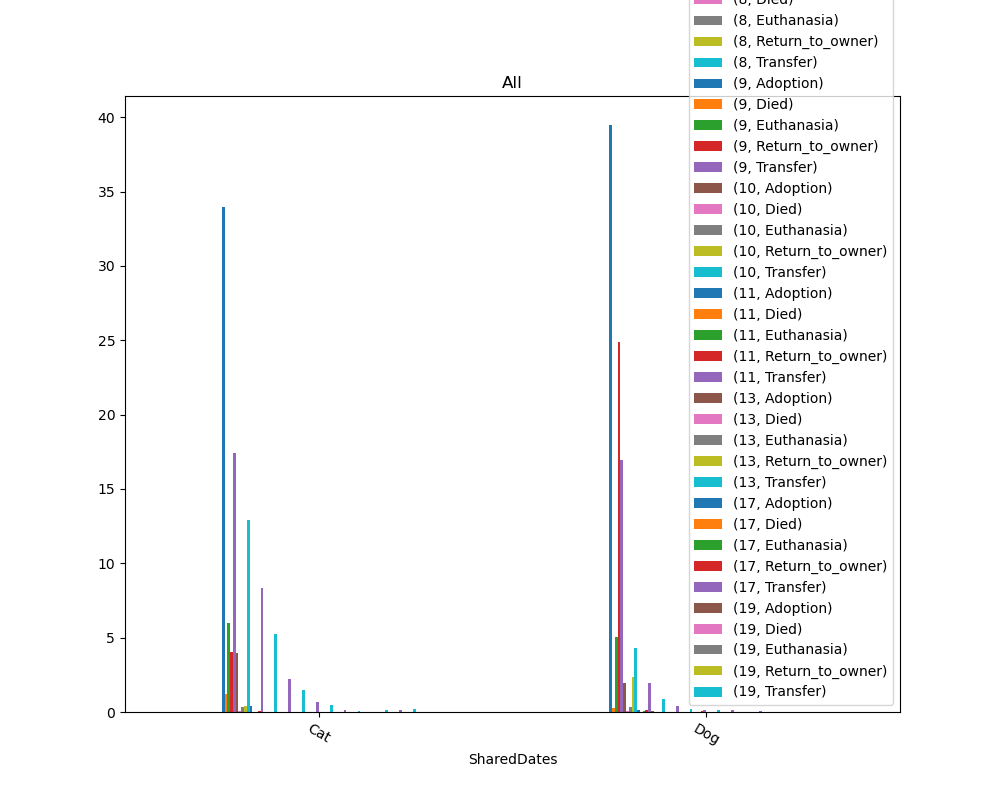 (8, Died)
(8, Euthanasia)
(8, Return_to_owner)
(8, Transfer)
All
(9, Adoption)
(9, Died)
(9, Euthanasia)
(9, Return_to_owner)
(9, Transfer)
(10, Adoption)
(10, Died)
(10, Euthanasia)
(10, Return_to_owner)
(10, Transfer)
(11, Adoption)
(11, Died)
(11, Euthanasia)
(11, Return_to_owner)
(11, Transfer)
(13, Adoption)
(13, Died)
(13, Euthanasia)
(13, Return_to_owner)
(13, Transfer)
(17, Adoption)
(17, Died)
(17, Euthanasia)
(17, Return_to_owner)
(17, Transfer)
(19, Adoption)
(19, Died)
(19, Euthanasia)
(19, Return_to_owner)
(19, Transfer)
40
35
30
25
20
15
10
5
0
Cat
Dog
SharedDates